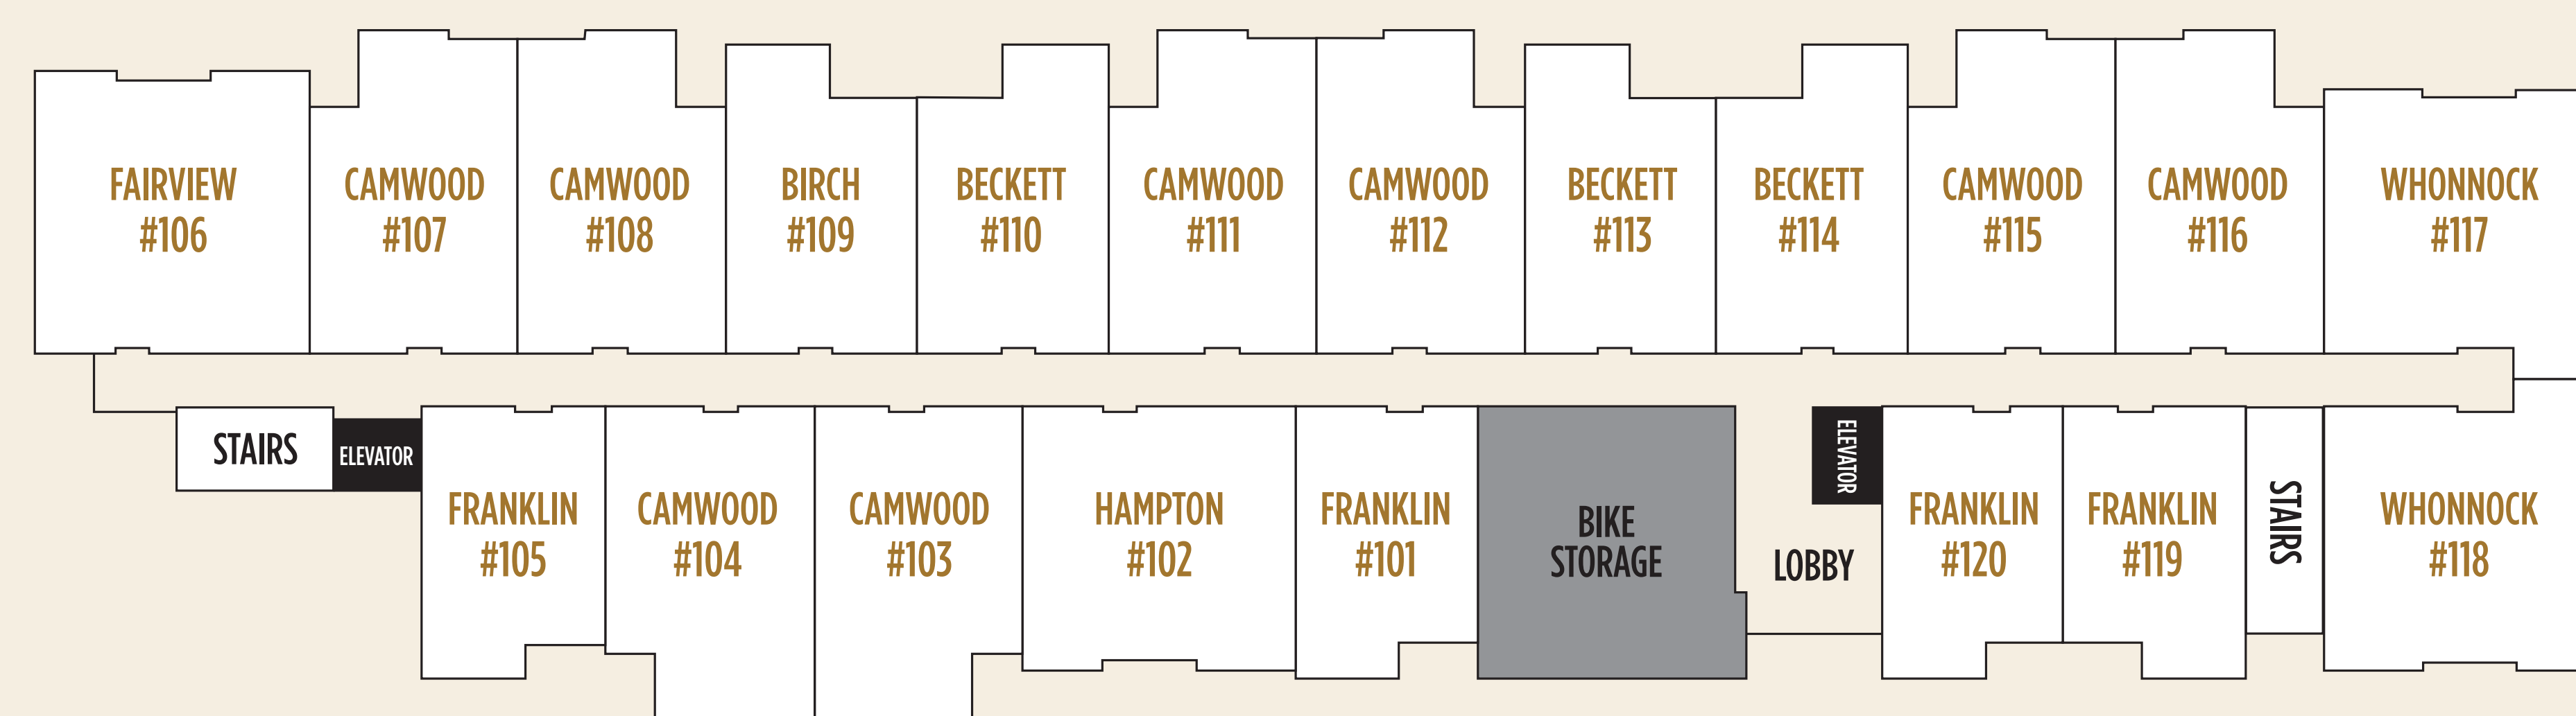 FAIRVIEW
#106
CAMWOOD
#107
CAMWOOD
#108
BIRCH
#109
BECKETT
#110
CAMWOOD
#111
CAMWOOD
#112
BECKETT
#113
BECKETT
#114
CAMWOOD
#115
CAMWOOD
#116
WHONNOCK
#117
STAIRS
ELEVATOR
FRANKLIN
#105
CAMWOOD
#104
CAMWOOD
#103
HAMPTON
#102
FRANKLIN
#101
BIKE
STORAGE
LOBBY
ELEVATOR
FRANKLIN
#120
FRANKLIN
#119
STAIRS
WHONNOCK
#118